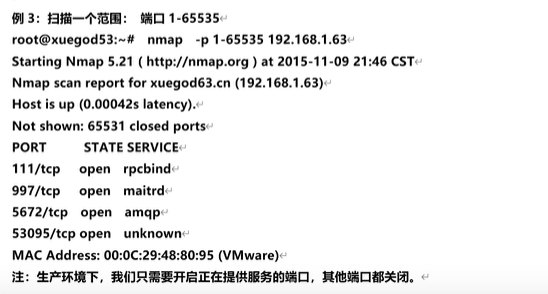 例 3：扫描一个范围： 端口 1-65535
root@xuegod53:~# nmap -p 1-65535 192.168.1.63
Starting Nmap 5.21 ( http://nmap.org ) at 2015-11-09 21:46 CST
Nmap scan report for xuegod63.cn (192.168.1.63)
Host is up (0.00042s latency).
Not shown: 65531 closed ports
PORT STATE SERVICE
111/tcp open rpcbind
997/tcp open maitrd
5672/tcp open amqp
53095/tcp open unknown
MAC Address: 00:0C:29:48:80:95 (VMware)
注：生产环境下，我们只需要开启正在提供服务的端口，其他端口都关闭。